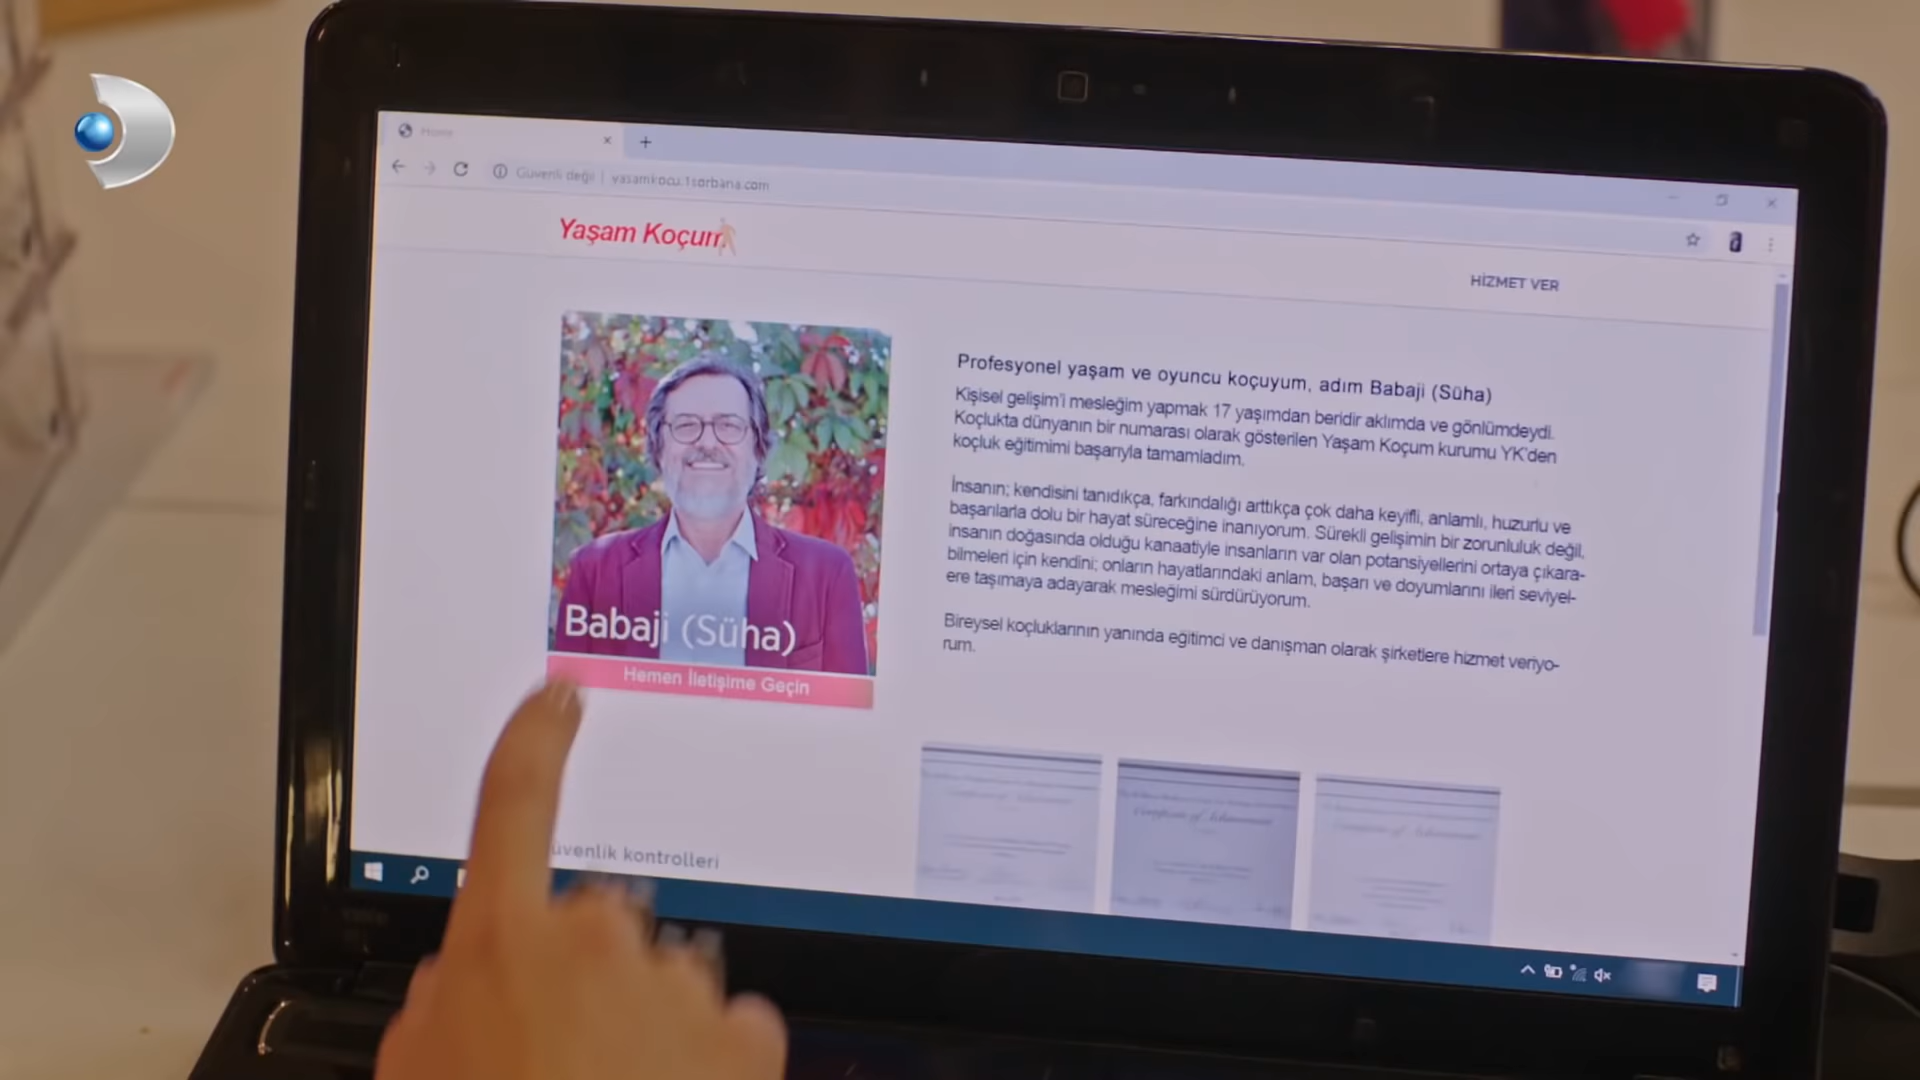 Home
Güvenli değil | yasamkocu.1sorbana.com
Yaşam Koçum
HİZMET VER
Babaji (Süha)
Hemen İletişime Geçin
Profesyonel yaşam ve oyuncu koçuyum, adım Babaji (Süha)
Kişisel gelişim'i mesleğim yapmak 17 yaşımdan beridir aklımda ve gönlümdeydi.
Koçlukta dünyanın bir numarası olarak gösterilen Yaşam Koçum kurumu YK'den
koçluk eğitimimi başarıyla tamamladım.
İnsanın; kendisini tanıdıkça, farkındalığı arttıkça çok daha keyifli, anlamlı, huzurlu ve
başarılarla dolu bir hayat süreceğine inanıyorum. Sürekli gelişimin bir zorunluluk değil,
insanın doğasında olduğu kanaatiyle insanların var olan potansiyellerini ortaya çıkara-
bilmeleri için kendini; onların hayatlarındaki anlam, başarı ve doyumlarını ileri seviyel-
ere taşımaya adayarak mesleğimi sürdürüyorum.
Bireysel koçluklarının yanında eğitimci ve danışman olarak şirketlere hizmet veriyo-
rum.
Certificate of Achievement
uvenlik kontrolleri